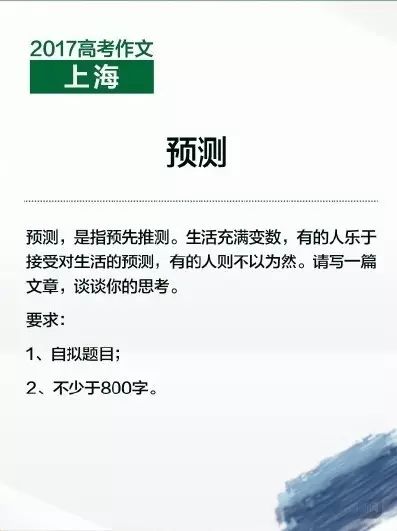 2017高考作文
上海
预测
预测，是指预先推测。生活充满变数，有的人乐于
接受对生活的预测，有的人则不以为然。请写一篇
文章，谈谈你的思考。
要求：
1、自拟题目；
2、不少于800字。